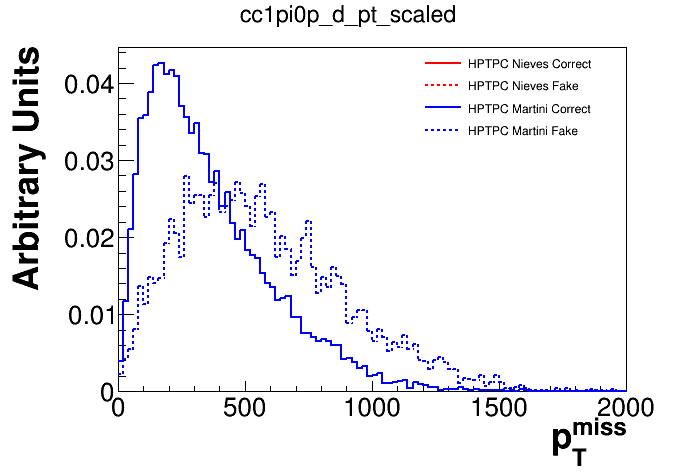 cc1pi0p_d_pt_scaled
Arbitrary Units
0.04
0.03
0.02
0.01
0
HPTPC Nieves Correct
HPTPC Nieves Fake
HPTPC Martini Correct
HPTPC Martini Fake
0 500 1000 1500 2000
p_T^miss